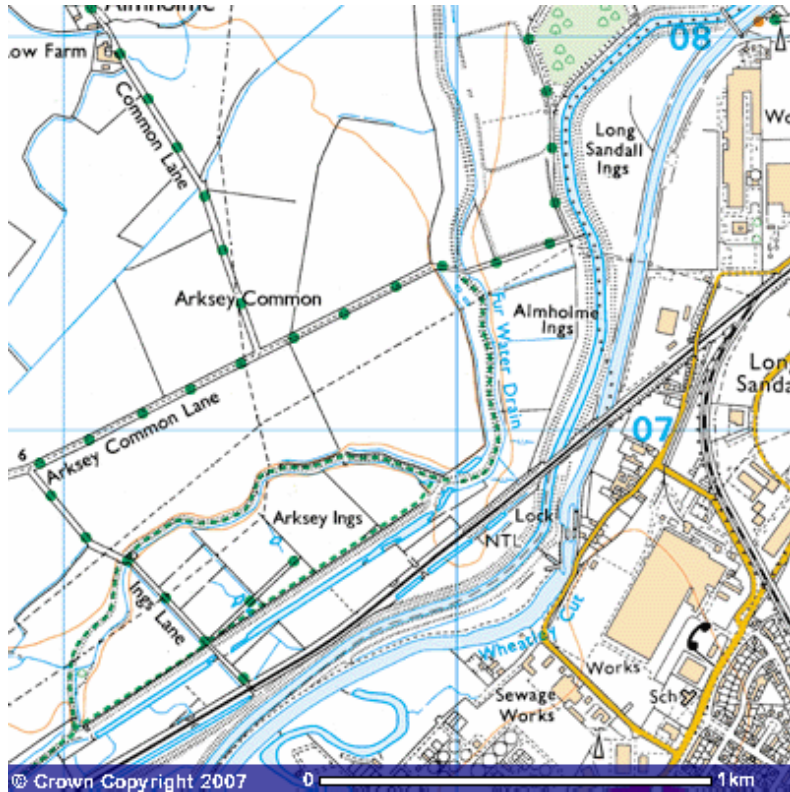 Almholme
ow Farm
08
Common
Lane
Long
Sandall
Ings
Wo
Arksey Common
Fur Water Drain
Almholme
Ings
Long
Sanda
07
Arksey Common Lane
6
Arksey Ings
Lock
NTL
Ings Lane
Wheatley Cut
Works
Sewage
Works
Sch
© Crown Copyright 2007
0
1km